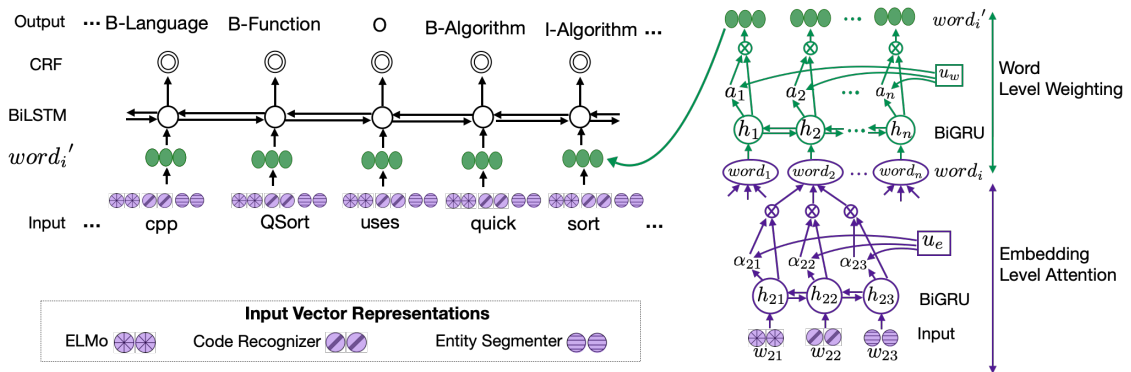 Output ... B-Language B-Function O B-Algorithm I-Algorithm ...
CRF
BiLSTM
word_i'
Input ... cpp QSort uses quick sort ...
Input Vector Representations
ELMo Code Recognizer Entity Segmenter
... word_i'
u_w
a_1 a_2 ... a_n
Word
Level Weighting
h_1 h_2 ... h_n BiGRU
word_1 word_2 ... word_n word_i
u_e
α_21 α_22 α_23
Embedding
Level Attention
h_21 h_22 h_23 BiGRU
Input
w_21 w_22 w_23